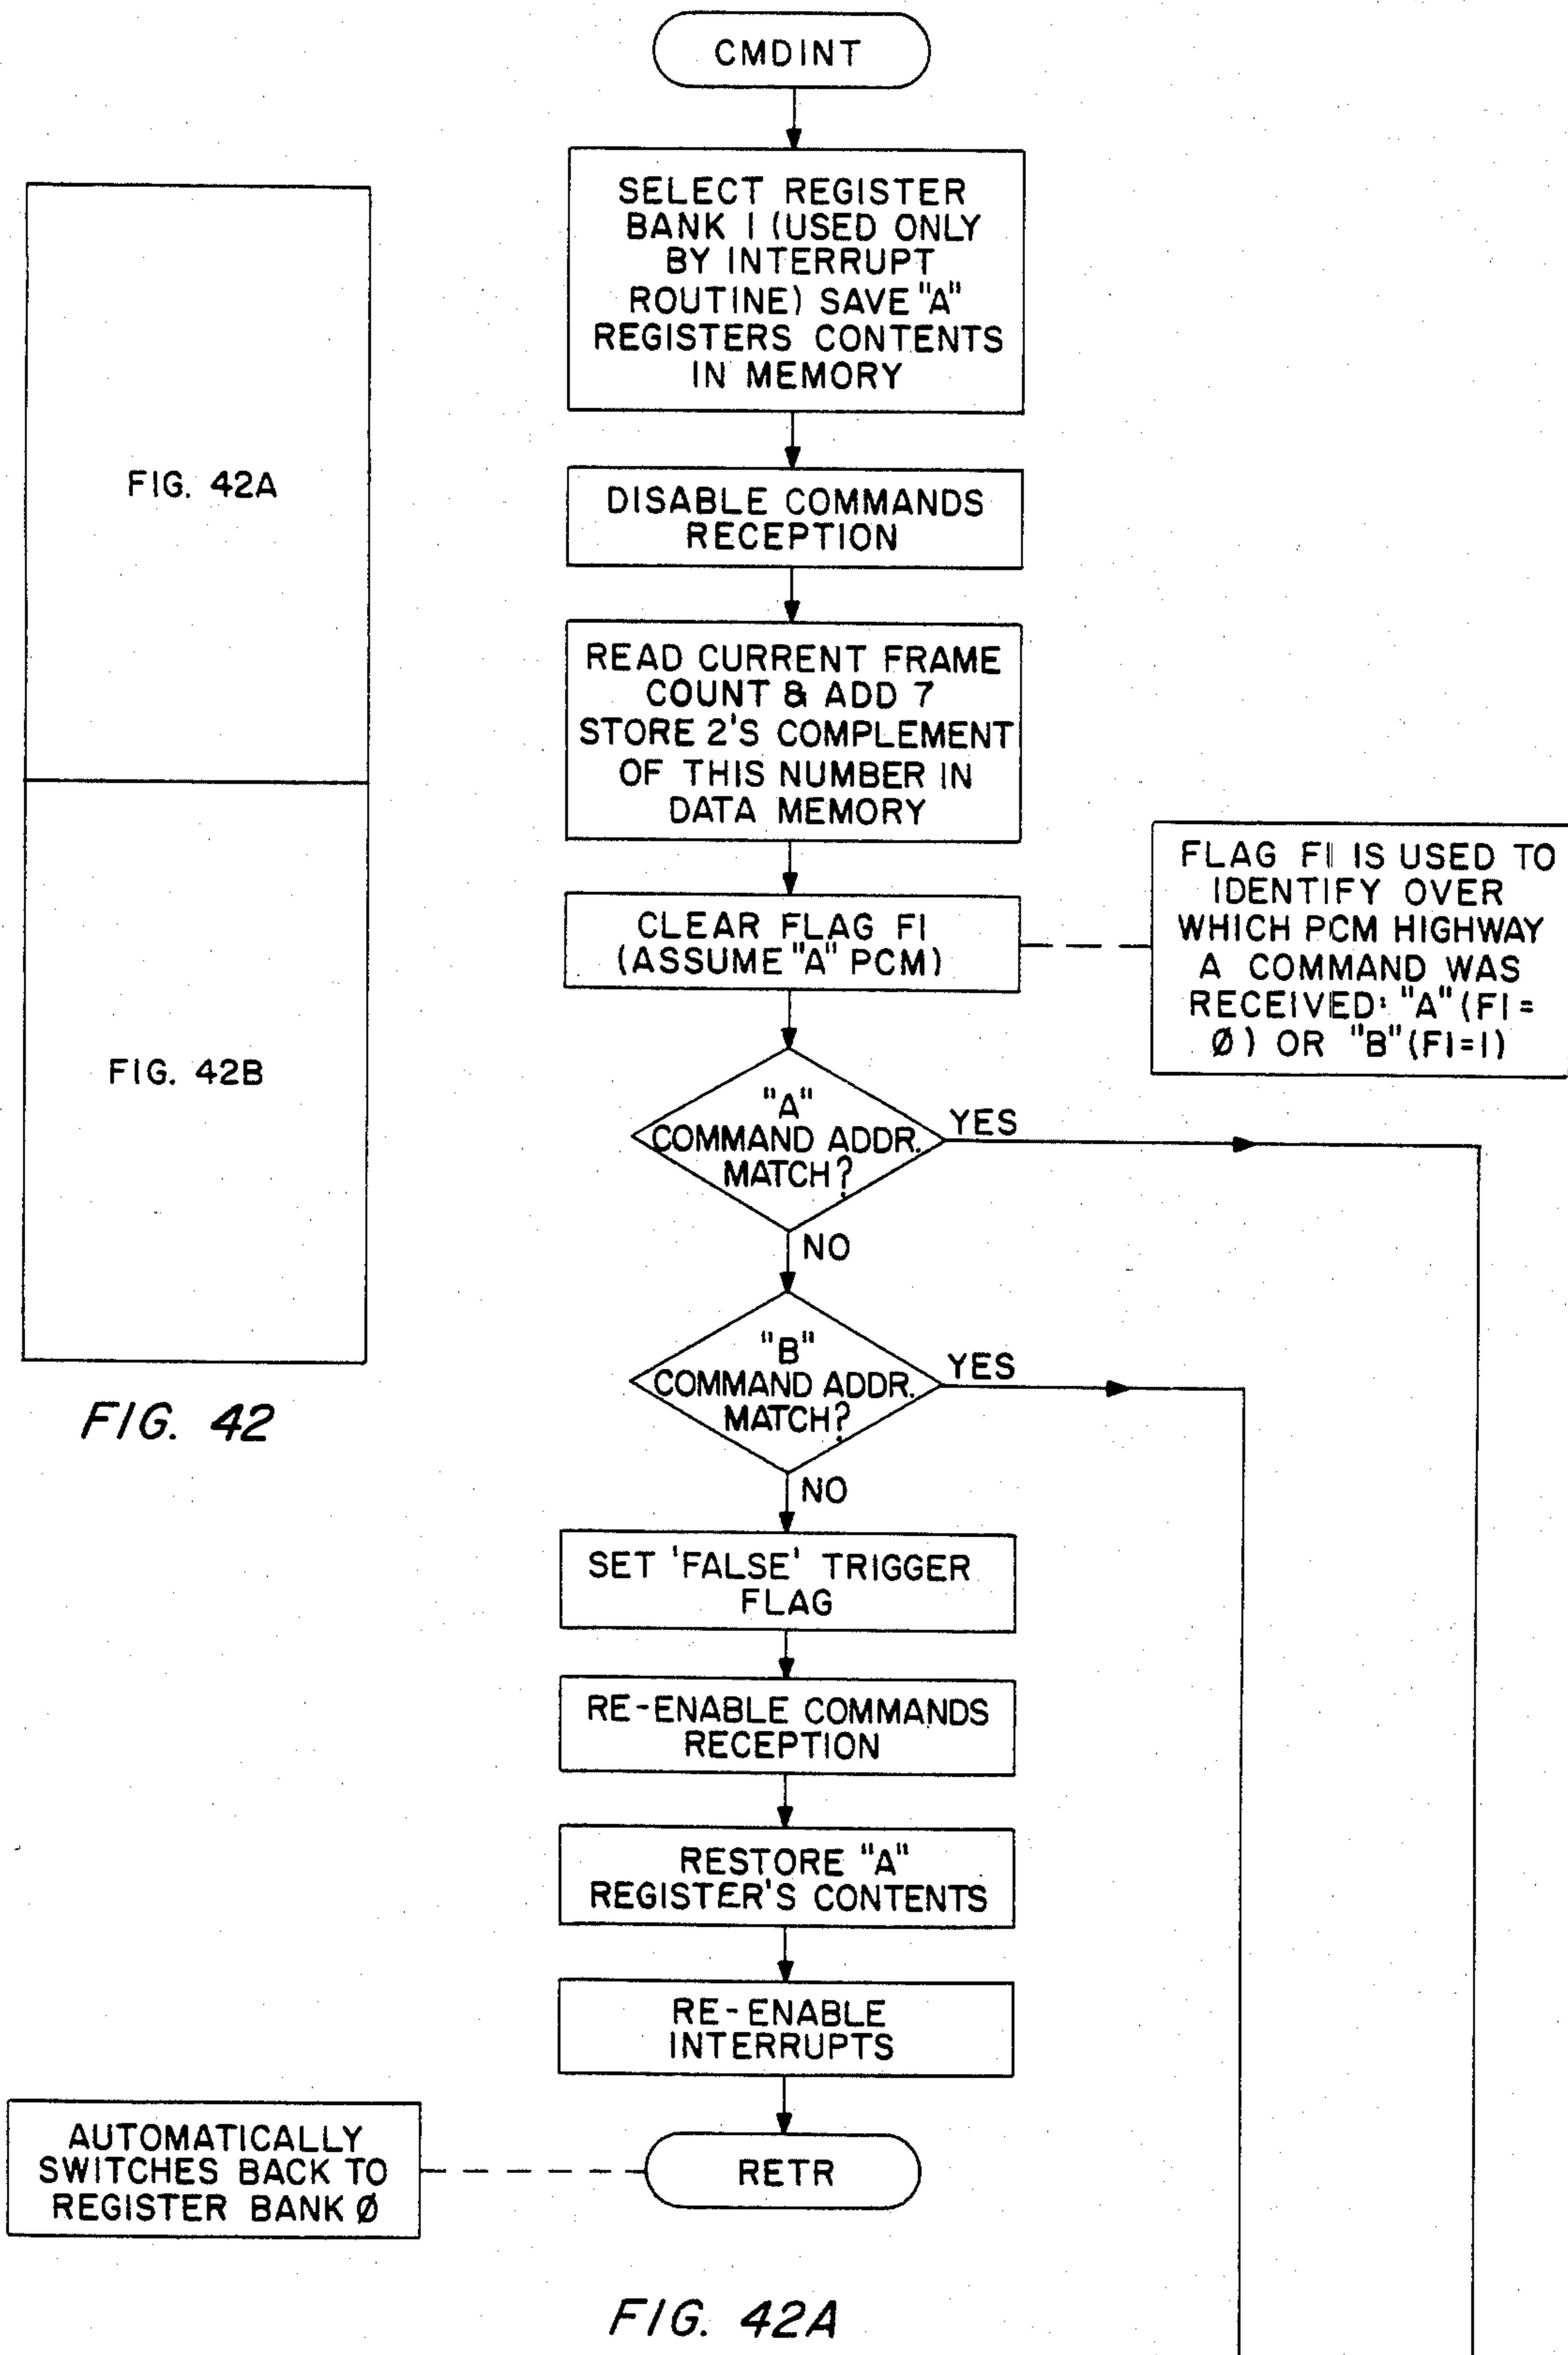 CMDINT
SELECT REGISTER
BANK 1 (USED ONLY
BY INTERRUPT
ROUTINE) SAVE "A"
REGISTERS CONTENTS
IN MEMORY
DISABLE COMMANDS
RECEPTION
READ CURRENT FRAME
COUNT & ADD 7
STORE 2'S COMPLEMENT
OF THIS NUMBER IN
DATA MEMORY
CLEAR FLAG F1
(ASSUME "A" PCM)
FLAG F1 IS USED TO
IDENTIFY OVER
WHICH PCM HIGHWAY
A COMMAND WAS
RECEIVED: "A" (F1=
Ø) OR "B" (F1=1)
"A"
COMMAND ADDR.
MATCH?
YES
NO
"B"
COMMAND ADDR.
MATCH?
YES
NO
SET 'FALSE' TRIGGER
FLAG
RE-ENABLE COMMANDS
RECEPTION
RESTORE "A"
REGISTER'S CONTENTS
RE-ENABLE
INTERRUPTS
RETR
AUTOMATICALLY
SWITCHES BACK TO
REGISTER BANK Ø
FIG. 42A
FIG. 42A
FIG. 42B
FIG. 42